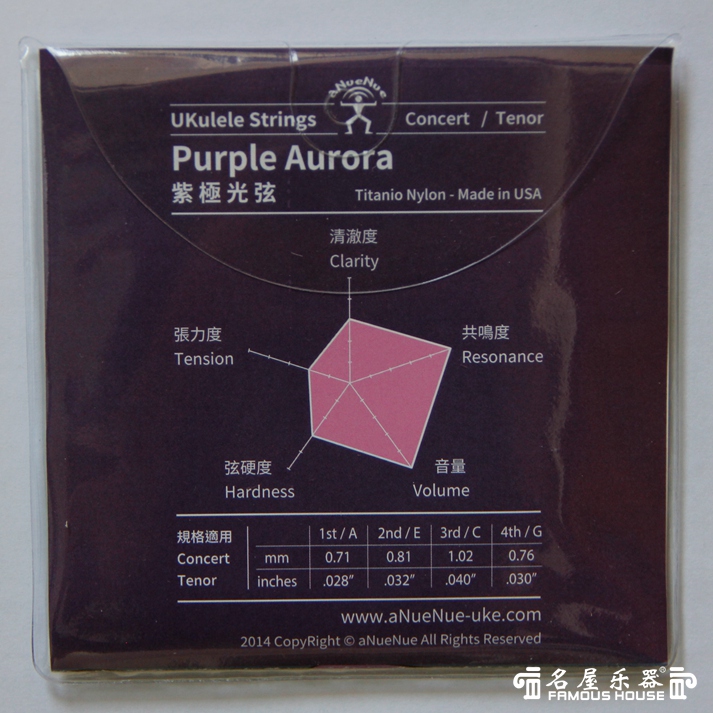 aNueNue
UKulele Strings Concert / Tenor
Purple Aurora
紫極光弦 Titanio Nylon - Made in USA
清澈度
Clarity
張力度 共鳴度
Tension Resonance
弦硬度 音量
Hardness Volume
規格適用 1st / A 2nd / E 3rd / C 4th / G
Concert mm 0.71 0.81 1.02 0.76
Tenor inches .028” .032” .040” .030”
www.aNueNue-uke.com
2014 CopyRight © aNueNue All Rights Reserved
名屋乐器®
FAMOUS HOUSE